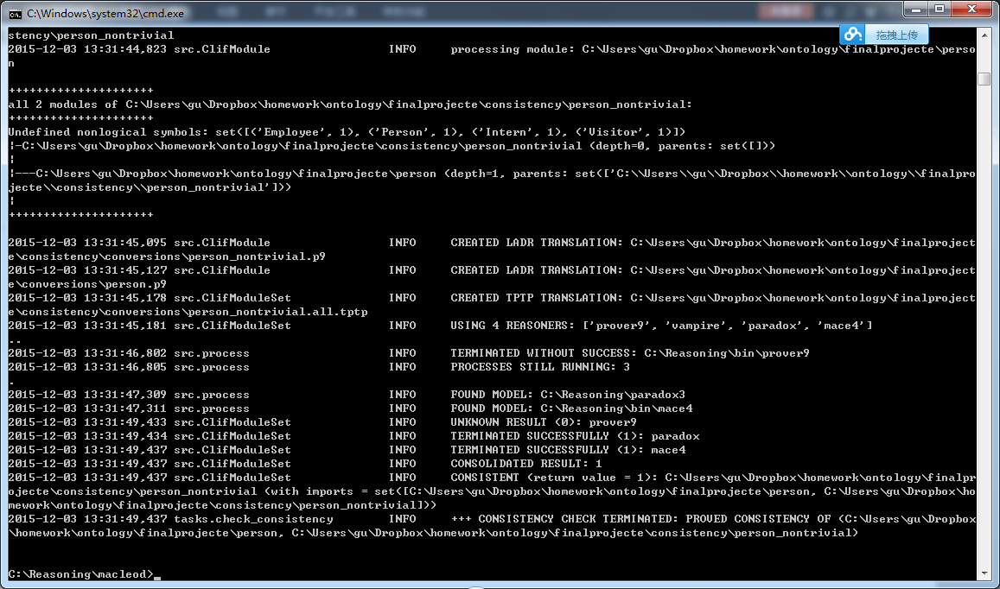 C:\Windows\system32\cmd.exe
拖拽上传
stency\person_nontrivial
2015-12-03 13:31:44,823 src.ClifModule INFO processing module: C:\Users\gu\Dropbox\homework\ontology\finalprojecte\perso
n
+++++++++++++++++++++
all 2 modules of C:\Users\gu\Dropbox\homework\ontology\finalprojecte\consistency\person_nontrivial:
+++++++++++++++++++++
Undefined nonlogical symbols: set([('Employee', 1), ('Person', 1), ('Intern', 1), ('Visitor', 1)])
¦-C:\Users\gu\Dropbox\homework\ontology\finalprojecte\consistency\person_nontrivial (depth=0, parents: set([]))
¦
¦---C:\Users\gu\Dropbox\homework\ontology\finalprojecte\person (depth=1, parents: set(['C:\\Users\\gu\\Dropbox\\homework\\ontology\\finalpro
jecte\\consistency\\person_nontrivial']))
¦
+++++++++++++++++++++
2015-12-03 13:31:45,095 src.ClifModule INFO CREATED LADR TRANSLATION: C:\Users\gu\Dropbox\homework\ontology\finalproject
e\consistency\conversions\person_nontrivial.p9
2015-12-03 13:31:45,127 src.ClifModule INFO CREATED LADR TRANSLATION: C:\Users\gu\Dropbox\homework\ontology\finalproject
e\conversions\person.p9
2015-12-03 13:31:45,178 src.ClifModuleSet INFO CREATED TPTP TRANSLATION: C:\Users\gu\Dropbox\homework\ontology\finalproject
e\consistency\conversions\person_nontrivial.all.tptp
2015-12-03 13:31:45,181 src.ClifModuleSet INFO USING 4 REASONERS: ['prover9', 'vampire', 'paradox', 'mace4']
..
2015-12-03 13:31:46,802 src.process INFO TERMINATED WITHOUT SUCCESS: C:\Reasoning\bin\prover9
2015-12-03 13:31:46,805 src.process INFO PROCESSES STILL RUNNING: 3
.
2015-12-03 13:31:47,309 src.process INFO FOUND MODEL: C:\Reasoning\paradox3
2015-12-03 13:31:47,311 src.process INFO FOUND MODEL: C:\Reasoning\bin\mace4
2015-12-03 13:31:49,433 src.ClifModuleSet INFO UNKNOWN RESULT (0): prover9
2015-12-03 13:31:49,434 src.ClifModuleSet INFO TERMINATED SUCCESSFULLY (1): paradox
2015-12-03 13:31:49,437 src.ClifModuleSet INFO TERMINATED SUCCESSFULLY (1): mace4
2015-12-03 13:31:49,437 src.ClifModuleSet INFO CONSOLIDATED RESULT: 1
2015-12-03 13:31:49,437 src.ClifModuleSet INFO CONSISTENT (return value = 1): C:\Users\gu\Dropbox\homework\ontology\finalpr
ojecte\consistency\person_nontrivial (with imports = set([C:\Users\gu\Dropbox\homework\ontology\finalprojecte\person, C:\Users\gu\Dropbox\ho
mework\ontology\finalprojecte\consistency\person_nontrivial]))
2015-12-03 13:31:49,437 tasks.check_consistency INFO +++ CONSISTENCY CHECK TERMINATED: PROVED CONSISTENCY OF (C:\Users\gu\Dropbox
\homework\ontology\finalprojecte\person, C:\Users\gu\Dropbox\homework\ontology\finalprojecte\consistency\person_nontrivial)
C:\Reasoning\macleod>_